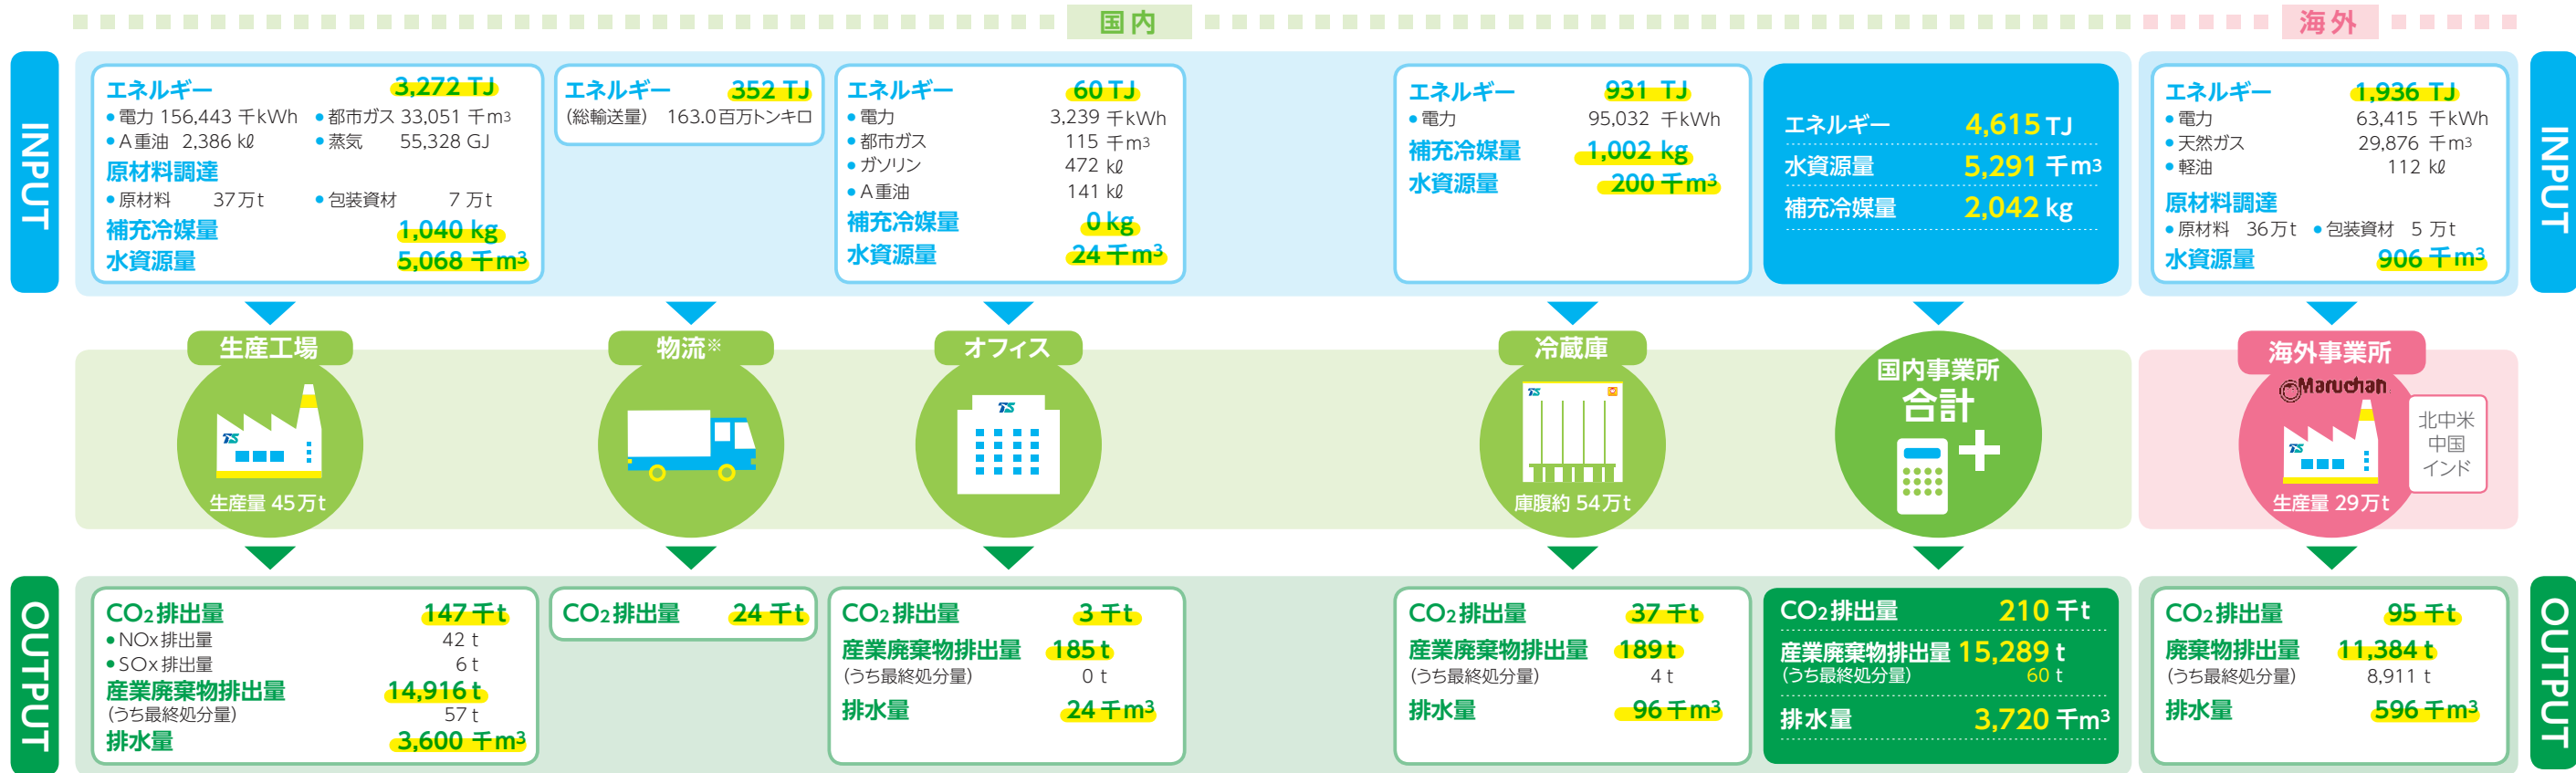 国内
海外
INPUT
エネルギー 3,272 TJ
•電力 156,443 千kWh •都市ガス 33,051 千m3
•A重油 2,386 kℓ •蒸気 55,328 GJ
原材料調達
•原材料 37万t •包装資材 7 万t
補充冷媒量 1,040 kg
水資源量 5,068 千m3
エネルギー 352 TJ
(総輸送量) 163.0百万トンキロ
エネルギー 60 TJ
•電力 3,239 千kWh
•都市ガス 115 千m3
•ガソリン 472 kℓ
•A重油 141 kℓ
補充冷媒量 0 kg
水資源量 24 千m3
エネルギー 931 TJ
•電力 95,032 千kWh
補充冷媒量 1,002 kg
水資源量 200 千m3
エネルギー 4,615 TJ
水資源量 5,291 千m3
補充冷媒量 2,042 kg
エネルギー 1,936 TJ
•電力 63,415 千kWh
•天然ガス 29,876 千m3
•軽油 112 kℓ
原材料調達
•原材料 36万t •包装資材 5 万t
水資源量 906 千m3
INPUT
生産工場
TS
生産量 45万t
物流※
TS
オフィス
TS
冷蔵庫
TS
庫腹約 54万t
国内事業所
合計
海外事業所
Maruchan
TS
生産量 29万t
北中米
中国
インド
OUTPUT
CO2排出量 147 千t
•NOx排出量 42 t
•SOx排出量 6 t
産業廃棄物排出量 14,916 t
(うち最終処分量) 57 t
排水量 3,600 千m3
CO2排出量 24 千t
CO2排出量 3 千t
産業廃棄物排出量 185 t
(うち最終処分量) 0 t
排水量 24 千m3
CO2排出量 37 千t
産業廃棄物排出量 189 t
(うち最終処分量) 4 t
排水量 96 千m3
CO2排出量 210 千t
産業廃棄物排出量 15,289 t
(うち最終処分量) 60 t
排水量 3,720 千m3
CO2排出量 95 千t
廃棄物排出量 11,384 t
(うち最終処分量) 8,911 t
排水量 596 千m3
OUTPUT